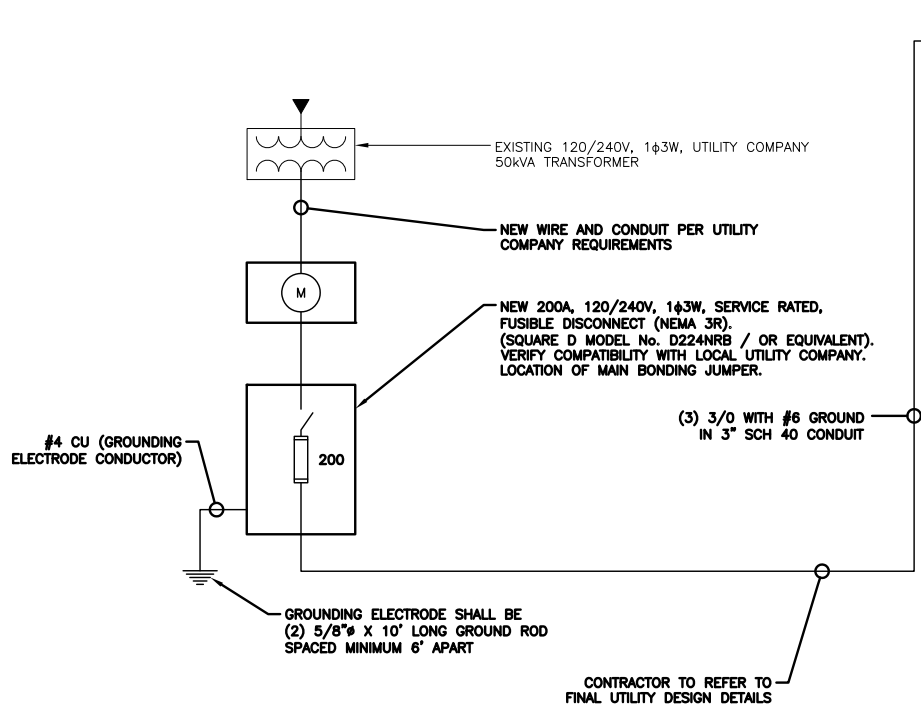 EXISTING 120/240V, 1ϕ3W, UTILITY COMPANY
50kVA TRANSFORMER
NEW WIRE AND CONDUIT PER UTILITY
COMPANY REQUIREMENTS
M
NEW 200A, 120/240V, 1ϕ3W, SERVICE RATED,
FUSIBLE DISCONNECT (NEMA 3R).
(SQUARE D MODEL No. D224NRB / OR EQUIVALENT).
VERIFY COMPATIBILITY WITH LOCAL UTILITY COMPANY.
LOCATION OF MAIN BONDING JUMPER.
(3) 3/0 WITH #6 GROUND
IN 3" SCH 40 CONDUIT
#4 CU (GROUNDING
ELECTRODE CONDUCTOR)
200
GROUNDING ELECTRODE SHALL BE
(2) 5/8"ø X 10' LONG GROUND ROD
SPACED MINIMUM 6' APART
CONTRACTOR TO REFER TO
FINAL UTILITY DESIGN DETAILS